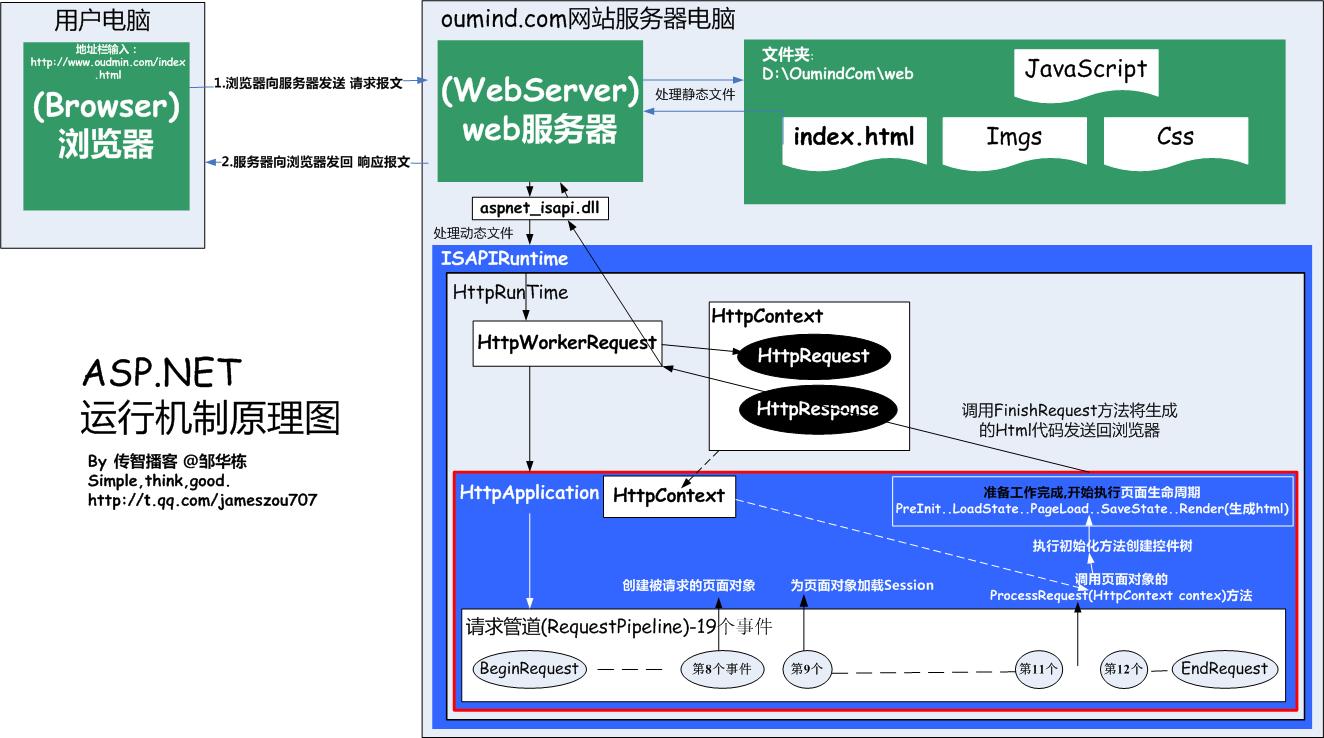 用户电脑
地址栏输入：
http://www.oudmin.com/index
.html
(Browser)
浏览器
1.浏览器向服务器发送 请求报文
2.服务器向浏览器发回 响应报文
oumind.com网站服务器电脑
(WebServer)
web服务器
处理静态文件
文件夹:
D:\OumindCom\web
JavaScript
index.html
Imgs
Css
aspnet_isapi.dll
处理动态文件
ISAPIRuntime
HttpRunTime
HttpWorkerRequest
HttpContext
HttpRequest
HttpResponse
调用FinishRequest方法将生成
的Html代码发送回浏览器
ASP.NET
运行机制原理图
By 传智播客 @邹华栋
Simple,think,good.
http://t.qq.com/jameszou707
HttpApplication
HttpContext
准备工作完成,开始执行页面生命周期
PreInit..LoadState..PageLoad..SaveState..Render(生成html)
执行初始化方法创建控件树
调用页面对象的
ProcessRequest(HttpContext contex)方法
创建被请求的页面对象
为页面对象加载Session
请求管道(RequestPipeline)-19个事件
BeginRequest
第8个事件
第9个
第11个
第12个
EndRequest